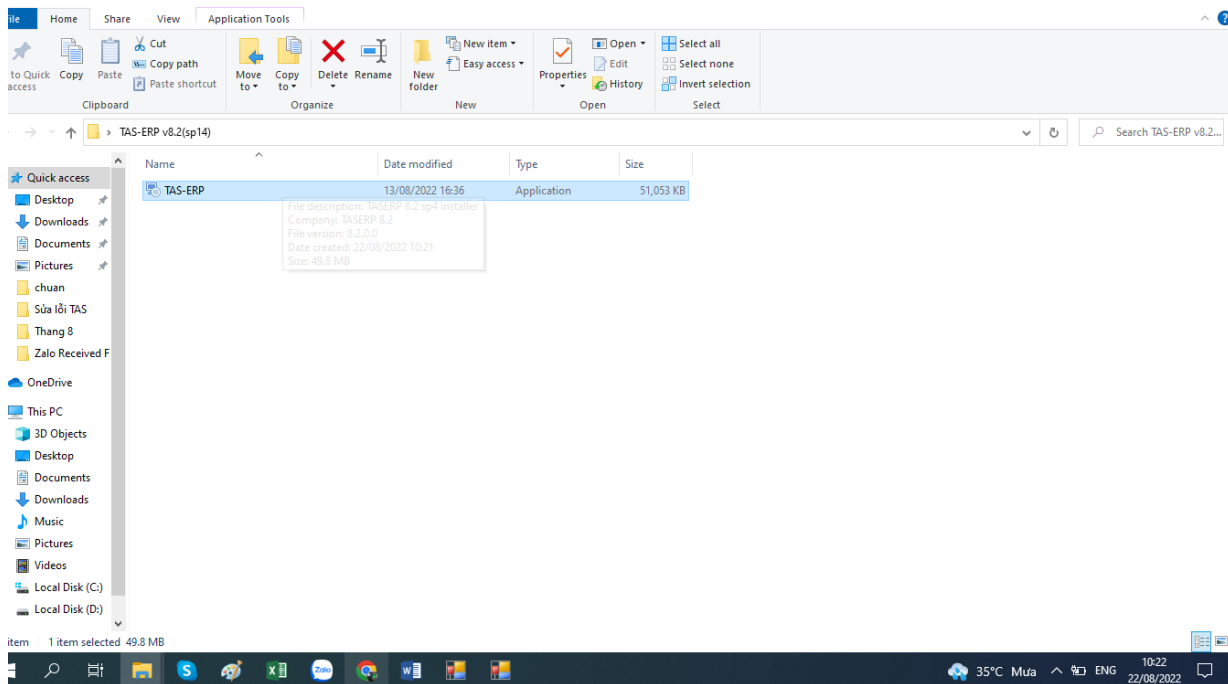 ile Home Share View Application Tools
to Quick access
Copy
Paste
Cut
Copy path
Paste shortcut
Clipboard
Move to
Copy to
Delete
Rename
Organize
New folder
New item
Easy access
New
Properties
Open
Edit
History
Open
Select all
Select none
Invert selection
Select
TAS-ERP v8.2(sp14)
Search TAS-ERP v8.2...
Name Date modified Type Size
TAS-ERP 13/08/2022 16:36 Application 51,053 KB
File description: TASERP 8.2 sp4 Installer
Company: TASERP 8.2
File version: 8.2.0.0
Date created: 22/08/2022 10:21
Size: 49.8 MB
Quick access
Desktop
Downloads
Documents
Pictures
chuan
Sửa lỗi TAS
Thang 8
Zalo Received F
OneDrive
This PC
3D Objects
Desktop
Documents
Downloads
Music
Pictures
Videos
Local Disk (C:)
Local Disk (D:)
item 1 item selected 49.8 MB
Zalo
35°C Mưa ENG
10:22
22/08/2022